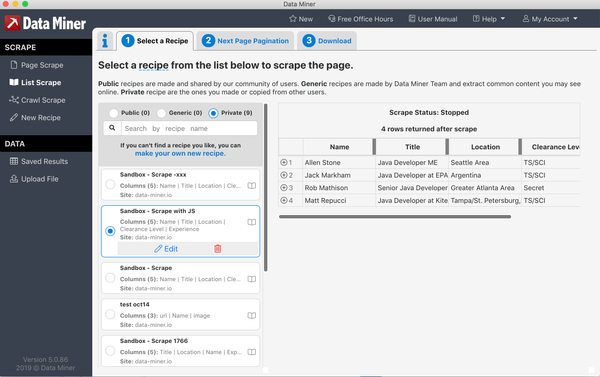 Data Miner
Data Miner
New
Free Office Hours
User Manual
Help
My Account
SCRAPE
Page Scrape
List Scrape
Crawl Scrape
New Recipe
DATA
Saved Results
Upload File
Version 5.0.86
2019 @ Data Miner
i
1 Select a Recipe
2 Next Page Pagination
3 Download
Select a recipe from the list below to scrape the page.
Public recipes are made and shared by our community of users. Generic recipes are made by Data Miner Team and extract common content you may see
online. Private recipe are the ones you made or copied from other users.
Public (0)
Generic (0)
Private (9)
Search by recipe name
If you can't find a recipe you like, you can
make your own new recipe.
Sandbox - Scrape -xxx
Columns (5): Name | Title | Location | Cle...
Site: data-miner.io
Sandbox - Scrape with JS
Columns (5): Name | Title | Location |
Clearance Level | Experience
Site: data-miner.io
Edit
Sandbox - Scrape
Columns (5): Name | Title | Location | Cle...
Site: data-miner.io
test oct14
Columns (3): url | Name | image
Site: data-miner.io
Sandbox - Scrape 1766
Columns (5): Title | Location | Name | Exp...
Site: data-miner.io
Scrape Status: Stopped
4 rows returned after scrape
Name Title Location Clearance Leve
1 Allen Stone Java Developer ME Seattle Area TS/SCI
2 Jack Markham Java Developer at EPA Argentina TS/SCI
3 Rob Mathison Senior Java Developer Greater Atlanta Area Secret
4 Matt Repucci Java Developer at Kite Tampa/St. Petersburg, TS/SCI